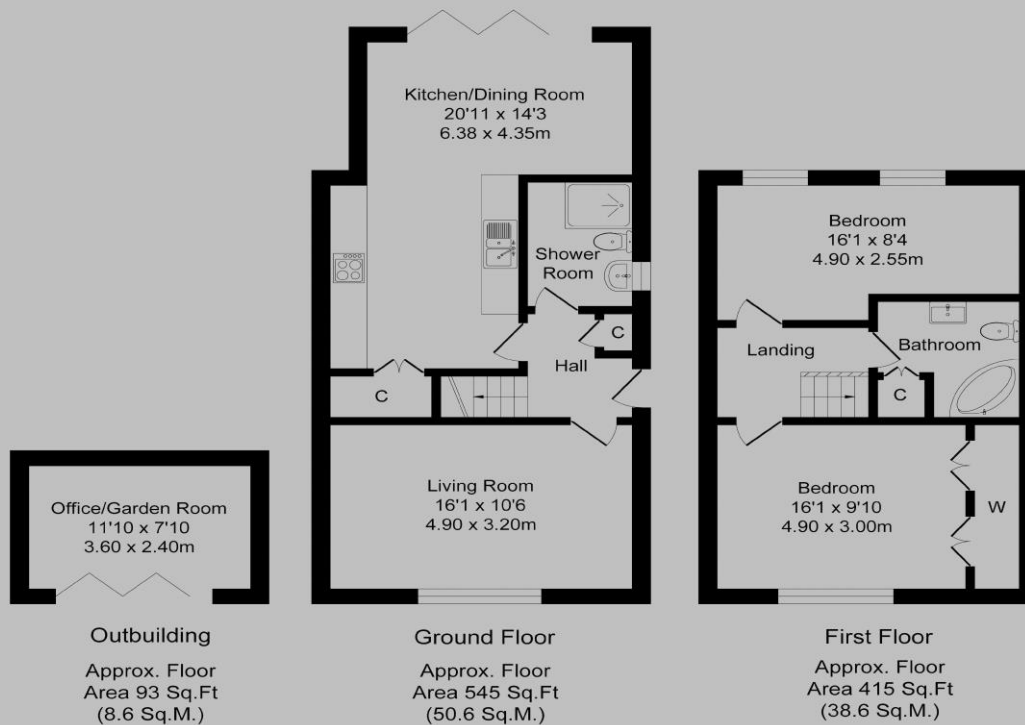 Kitchen/Dining Room
20'11 x 14'3
6.38 x 4.35m
Shower
Room
C
Hall
C
Living Room
16'1 x 10'6
4.90 x 3.20m
Bedroom
16'1 x 8'4
4.90 x 2.55m
Landing
Bathroom
C
Bedroom
16'1 x 9'10
4.90 x 3.00m
W
Office/Garden Room
11'10 x 7'10
3.60 x 2.40m
Outbuilding
Approx. Floor
Area 93 Sq.Ft
(8.6 Sq.M.)
Ground Floor
Approx. Floor
Area 545 Sq.Ft
(50.6 Sq.M.)
First Floor
Approx. Floor
Area 415 Sq.Ft
(38.6 Sq.M.)